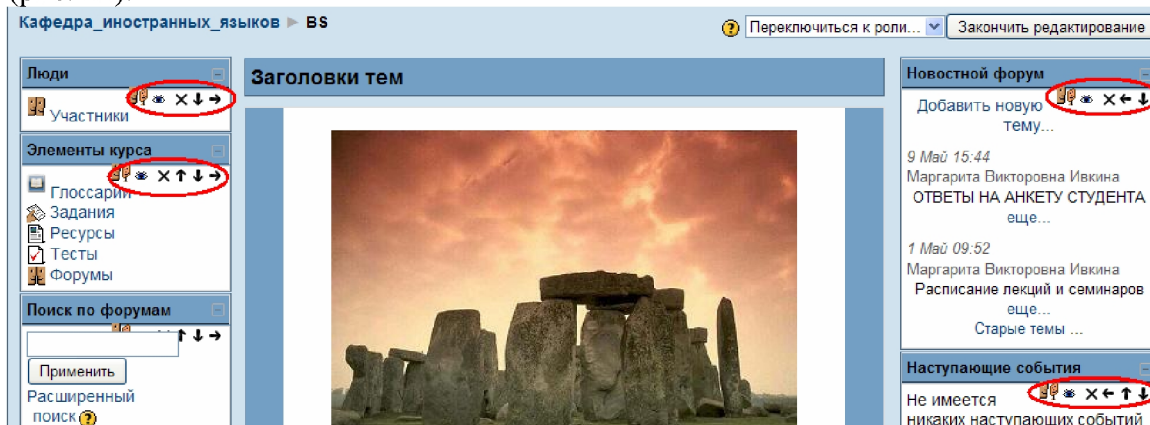 Кафедра_иностранных_языков ► BS
Переключиться к роли... Закончить редактирование
Люди
Участники
Элементы курса
Глоссарий
Задания
Ресурсы
Тесты
Форумы
Поиск по форумам
Применить
Расширенный
поиск
Заголовки тем
Новостной форум
Добавить новую
тему...
9 Май 15:44
Маргарита Викторовна Ивкина
ОТВЕТЫ НА АНКЕТУ СТУДЕНТА
еще...
1 Май 09:52
Маргарита Викторовна Ивкина
Расписание лекций и семинаров
еще...
Старые темы ...
Наступающие события
Не имеется
никаких наступающих событий